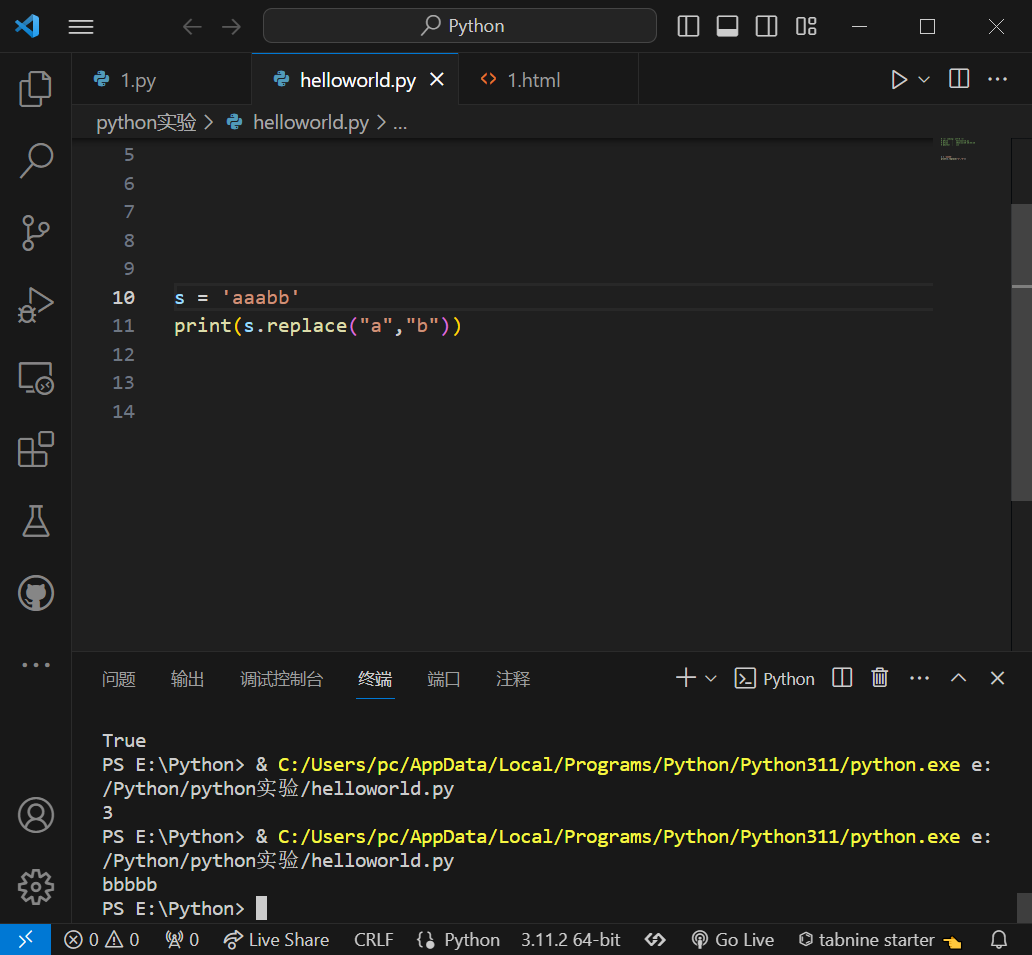 Python
1.py
helloworld.py
1.html
python实验 > helloworld.py > ...
5
6
7
8
9
10 s = 'aaabb'
11 print(s.replace("a","b"))
12
13
14
问题 输出 调试控制台 终端 端口 注释 Python
True
PS E:\Python> & C:/Users/pc/AppData/Local/Programs/Python/Python311/python.exe e:
/Python/python实验/helloworld.py
3
PS E:\Python> & C:/Users/pc/AppData/Local/Programs/Python/Python311/python.exe e:
/Python/python实验/helloworld.py
bbbbb
PS E:\Python>
0 0 0 Live Share CRLF Python 3.11.2 64-bit Go Live tabnine starter